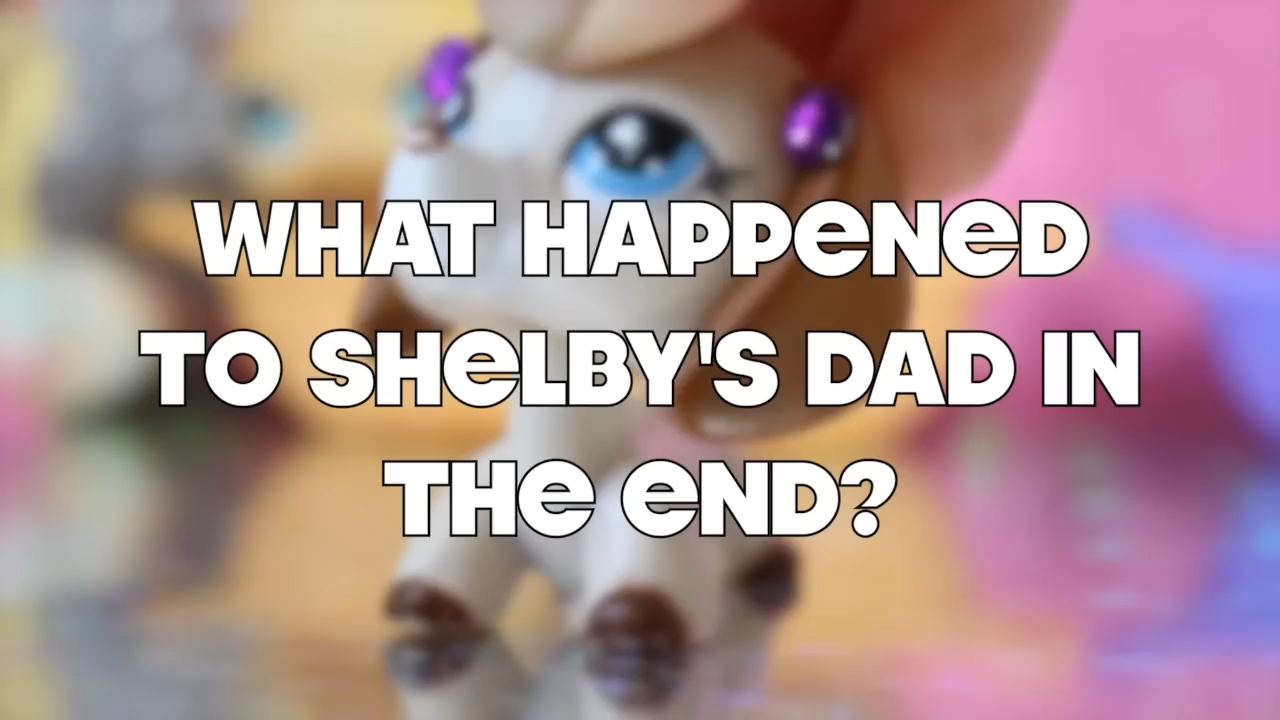 WHAT HAPPENED
TO SHELBY'S DAD IN
THE END?